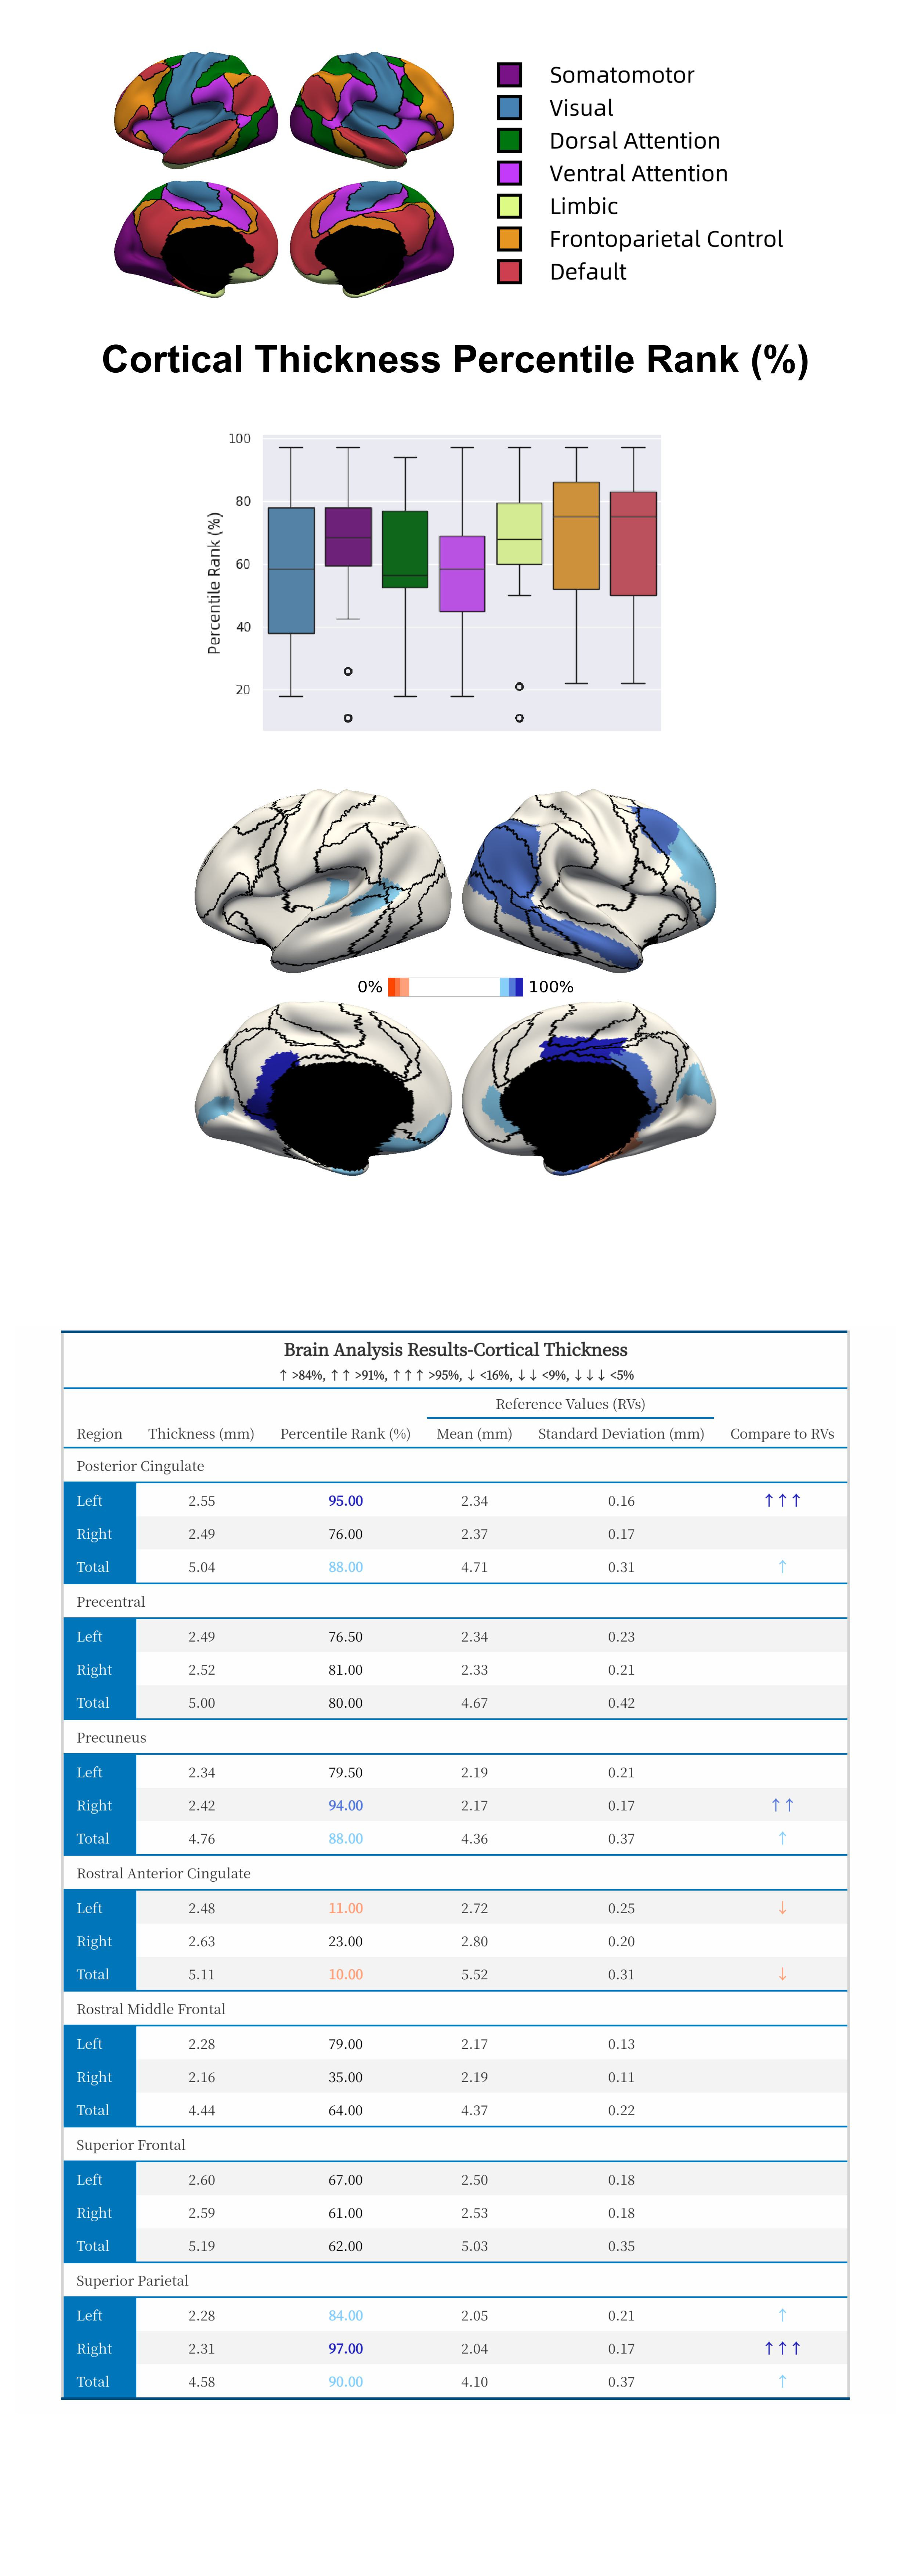 Somatomotor
Visual
Dorsal Attention
Ventral Attention
Limbic
Frontoparietal Control
Default
Cortical Thickness Percentile Rank (%)
Percentile Rank (%)
100
80
60
40
20
0% 100%
Brain Analysis Results-Cortical Thickness
↑ >84%, ↑↑ >91%, ↑↑↑ >95%, ↓ <16%, ↓↓ <9%, ↓↓↓ <5%
Reference Values (RVs)
Region Thickness (mm) Percentile Rank (%) Mean (mm) Standard Deviation (mm) Compare to RVs
Posterior Cingulate
Left 2.55 95.00 2.34 0.16 ↑↑↑
Right 2.49 76.00 2.37 0.17
Total 5.04 88.00 4.71 0.31 ↑
Precentral
Left 2.49 76.50 2.34 0.23
Right 2.52 81.00 2.33 0.21
Total 5.00 80.00 4.67 0.42
Precuneus
Left 2.34 79.50 2.19 0.21
Right 2.42 94.00 2.17 0.17 ↑↑
Total 4.76 88.00 4.36 0.37 ↑
Rostral Anterior Cingulate
Left 2.48 11.00 2.72 0.25 ↓
Right 2.63 23.00 2.80 0.20
Total 5.11 10.00 5.52 0.31 ↓
Rostral Middle Frontal
Left 2.28 79.00 2.17 0.13
Right 2.16 35.00 2.19 0.11
Total 4.44 64.00 4.37 0.22
Superior Frontal
Left 2.60 67.00 2.50 0.18
Right 2.59 61.00 2.53 0.18
Total 5.19 62.00 5.03 0.35
Superior Parietal
Left 2.28 84.00 2.05 0.21 ↑
Right 2.31 97.00 2.04 0.17 ↑↑↑
Total 4.58 90.00 4.10 0.37 ↑